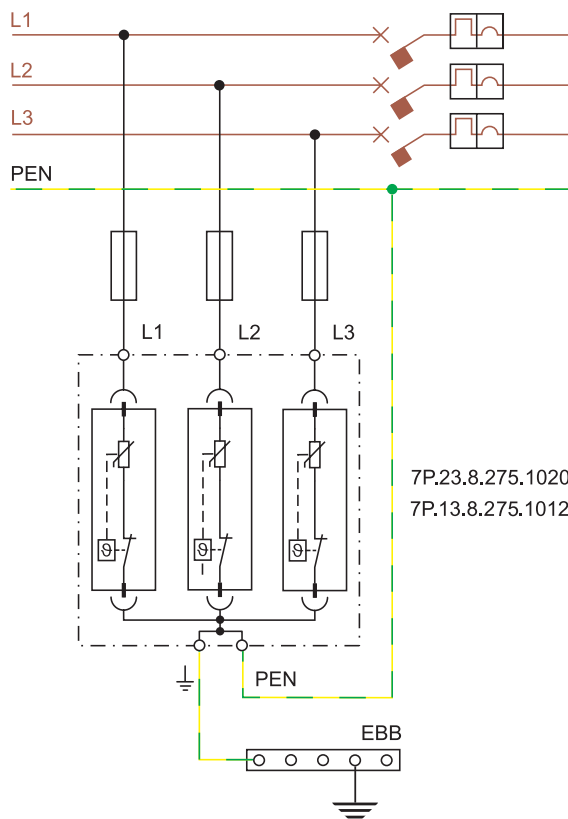 L1
L2
L3
PEN
L1 L2 L3
7P.23.8.275.1020
7P.13.8.275.1012
ϑ ϑ ϑ
PEN
EBB